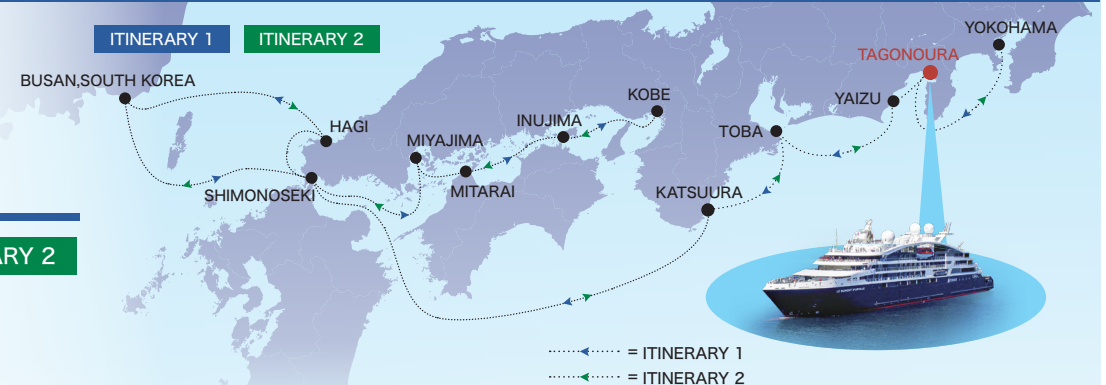 ITINERARY 1
ITINERARY 2
YOKOHAMA
TAGONOURA
BUSAN,SOUTH KOREA
KOBE
YAIZU
INUJIMA
HAGI
TOBA
MIYAJIMA
SHIMONOSEKI
MITARAI
KATSUURA
ARY 2
= ITINERARY 1
= ITINERARY 2